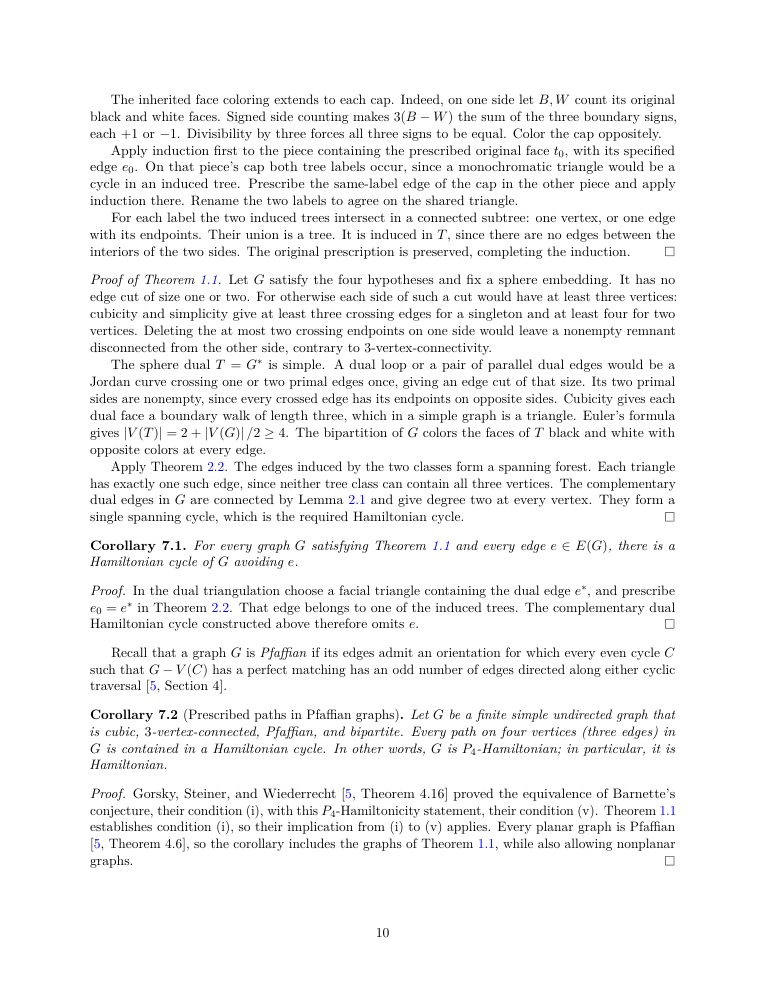 The inherited face coloring extends to each cap. Indeed, on one side let B, W count its original
black and white faces. Signed side counting makes 3(B − W) the sum of the three boundary signs,
each +1 or −1. Divisibility by three forces all three signs to be equal. Color the cap oppositely.
Apply induction first to the piece containing the prescribed original face t₀, with its specified
edge e₀. On that piece's cap both tree labels occur, since a monochromatic triangle would be a
cycle in an induced tree. Prescribe the same-label edge of the cap in the other piece and apply
induction there. Rename the two labels to agree on the shared triangle.
For each label the two induced trees intersect in a connected subtree: one vertex, or one edge
with its endpoints. Their union is a tree. It is induced in T, since there are no edges between the
interiors of the two sides. The original prescription is preserved, completing the induction. □
Proof of Theorem 1.1. Let G satisfy the four hypotheses and fix a sphere embedding. It has no
edge cut of size one or two. For otherwise each side of such a cut would have at least three vertices:
cubicity and simplicity give at least three crossing edges for a singleton and at least four for two
vertices. Deleting the at most two crossing endpoints on one side would leave a nonempty remnant
disconnected from the other side, contrary to 3-vertex-connectivity.
The sphere dual T = G* is simple. A dual loop or a pair of parallel dual edges would be a
Jordan curve crossing one or two primal edges once, giving an edge cut of that size. Its two primal
sides are nonempty, since every crossed edge has its endpoints on opposite sides. Cubicity gives each
dual face a boundary walk of length three, which in a simple graph is a triangle. Euler's formula
gives |V(T)| = 2 + |V(G)|/2 ≥ 4. The bipartition of G colors the faces of T black and white with
opposite colors at every edge.
Apply Theorem 2.2. The edges induced by the two classes form a spanning forest. Each triangle
has exactly one such edge, since neither tree class can contain all three vertices. The complementary
dual edges in G are connected by Lemma 2.1 and give degree two at every vertex. They form a
single spanning cycle, which is the required Hamiltonian cycle. □
Corollary 7.1. For every graph G satisfying Theorem 1.1 and every edge e ∈ E(G), there is a
Hamiltonian cycle of G avoiding e.
Proof. In the dual triangulation choose a facial triangle containing the dual edge e*, and prescribe
e₀ = e* in Theorem 2.2. That edge belongs to one of the induced trees. The complementary dual
Hamiltonian cycle constructed above therefore omits e. □
Recall that a graph G is Pfaffian if its edges admit an orientation for which every even cycle C
such that G − V(C) has a perfect matching has an odd number of edges directed along either cyclic
traversal [5, Section 4].
Corollary 7.2 (Prescribed paths in Pfaffian graphs). Let G be a finite simple undirected graph that
is cubic, 3-vertex-connected, Pfaffian, and bipartite. Every path on four vertices (three edges) in
G is contained in a Hamiltonian cycle. In other words, G is P₄-Hamiltonian; in particular, it is
Hamiltonian.
Proof. Gorsky, Steiner, and Wiederrecht [5, Theorem 4.16] proved the equivalence of Barnette's
conjecture, their condition (i), with this P₄-Hamiltonicity statement, their condition (v). Theorem 1.1
establishes condition (i), so their implication from (i) to (v) applies. Every planar graph is Pfaffian
[5, Theorem 4.6], so the corollary includes the graphs of Theorem 1.1, while also allowing nonplanar
graphs. □
10